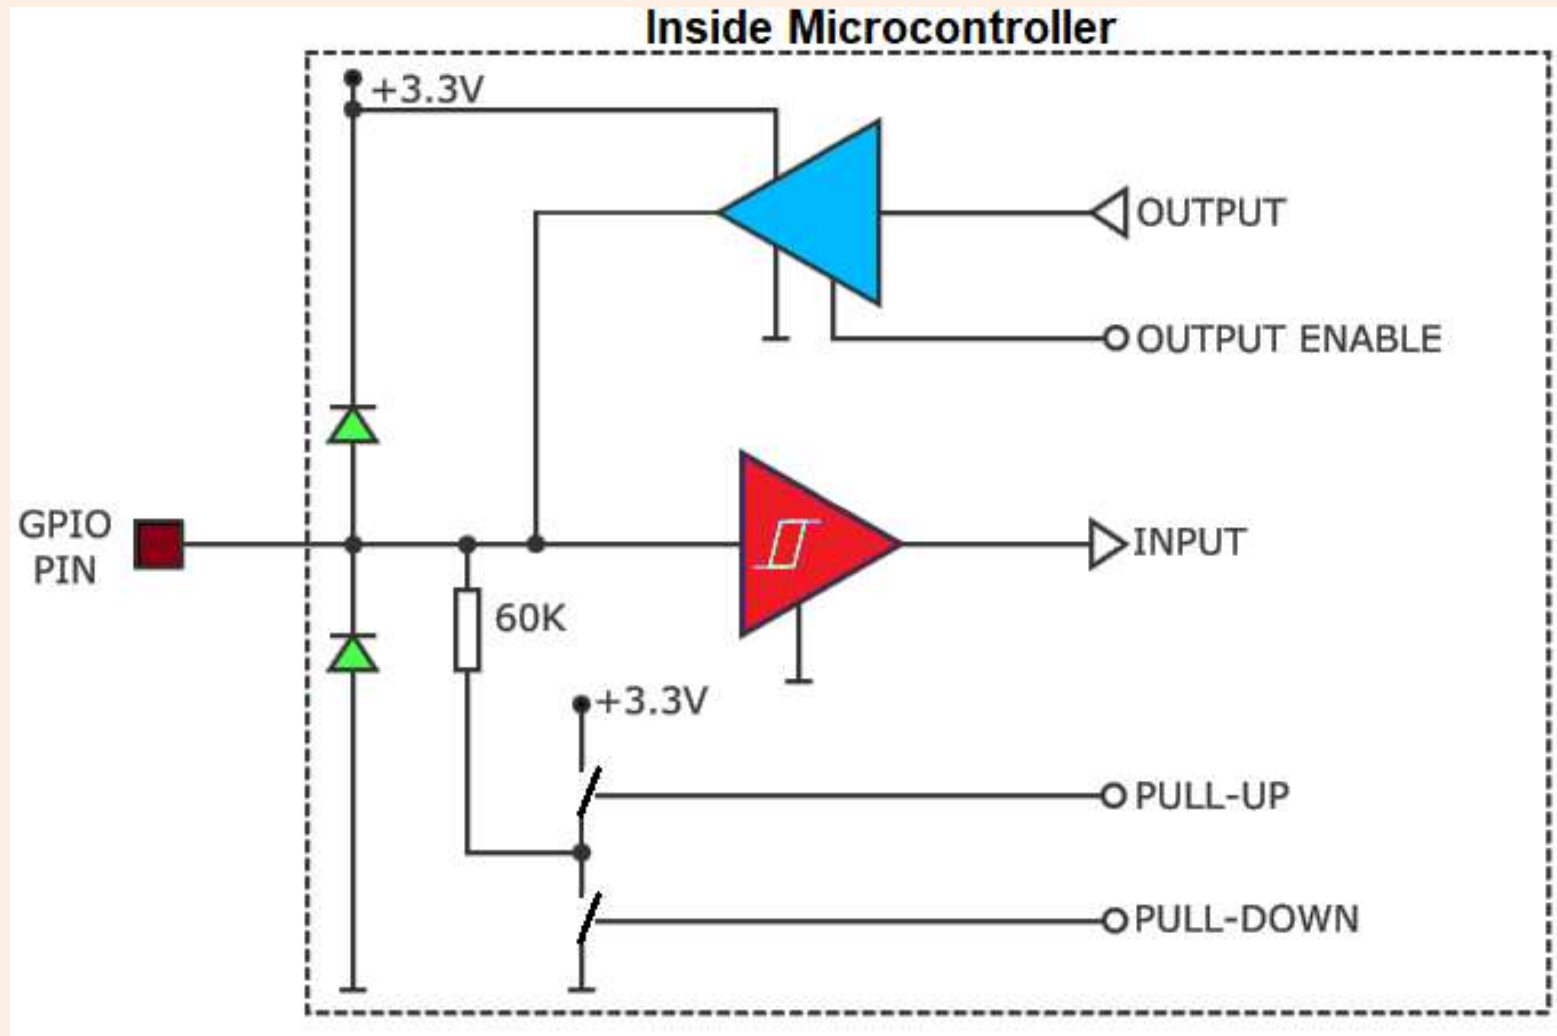 Inside Microcontroller
+3.3V
OUTPUT
OUTPUT ENABLE
GPIO
PIN
INPUT
60K
+3.3V
PULL-UP
PULL-DOWN